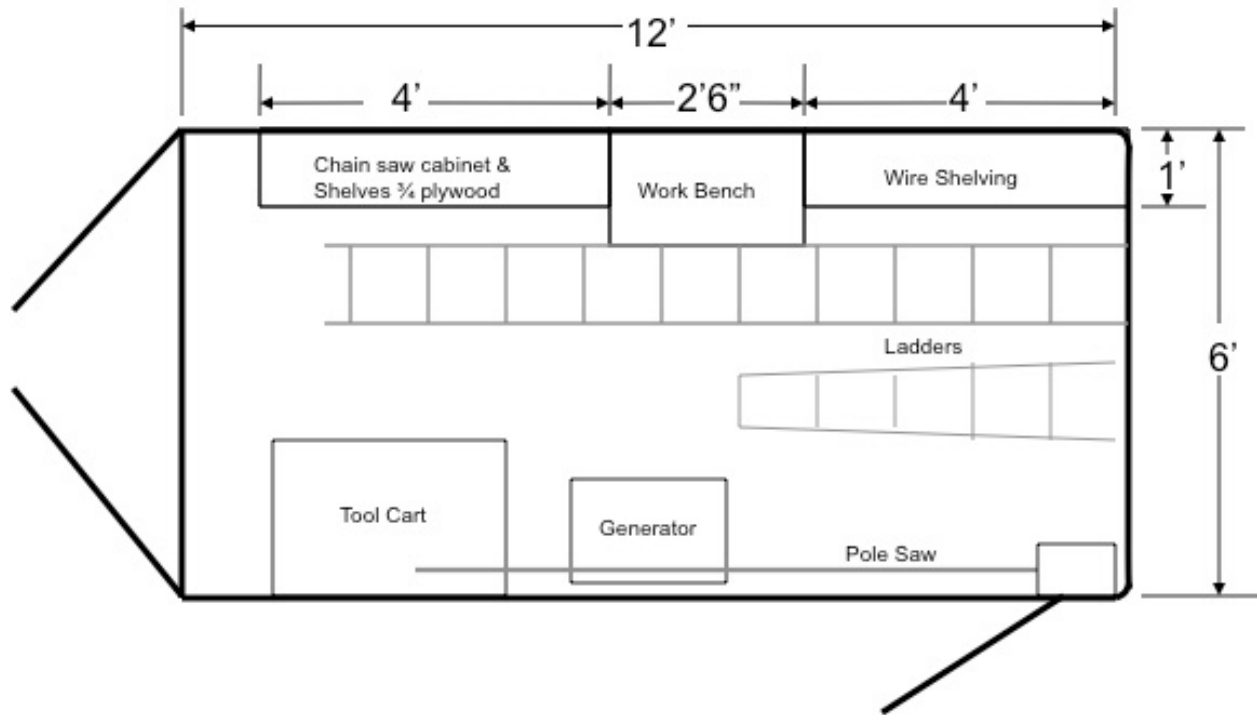 12’
4’
2’6”
4’
1’
Chain saw cabinet &
Shelves ¾ plywood
Work Bench
Wire Shelving
Ladders
6’
Tool Cart
Generator
Pole Saw